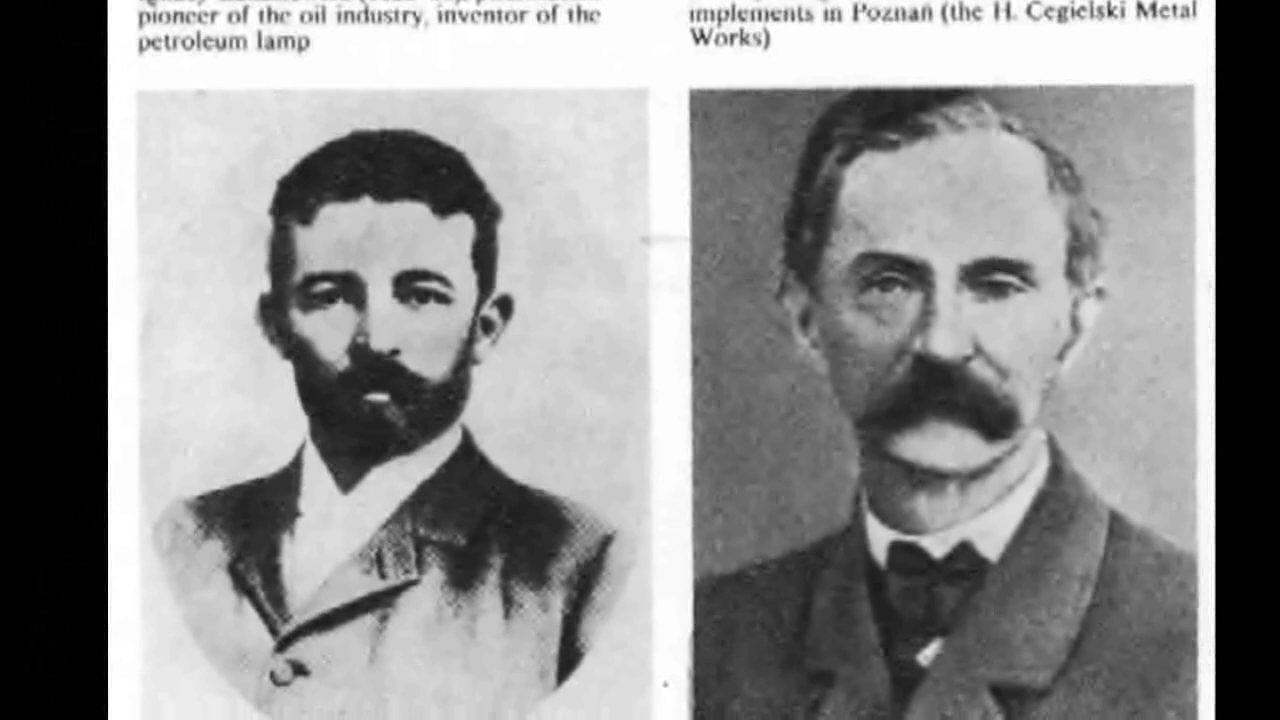 pioneer of the oil industry, inventor of the
petroleum lamp
implements in Poznań (the H. Cegielski Metal
Works)